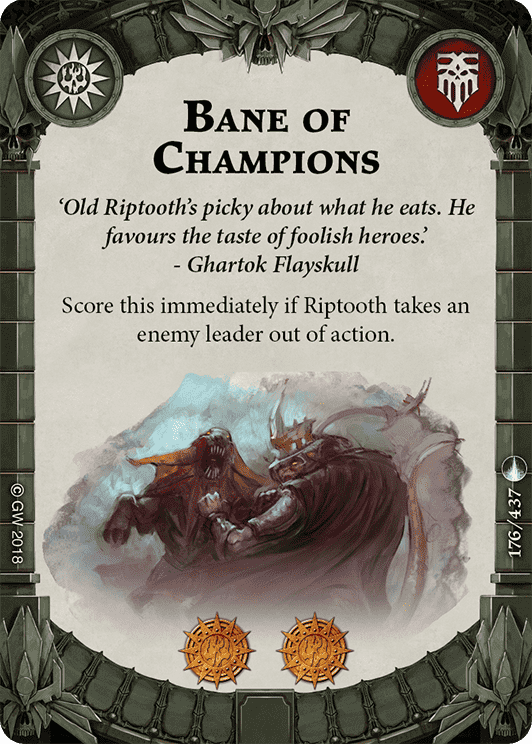 BANE OF
CHAMPIONS
‘Old Riptooth’s picky about what he eats. He
favours the taste of foolish heroes.’
- Ghartok Flayskull
Score this immediately if Riptooth takes an
enemy leader out of action.
© GW 2018
176/437